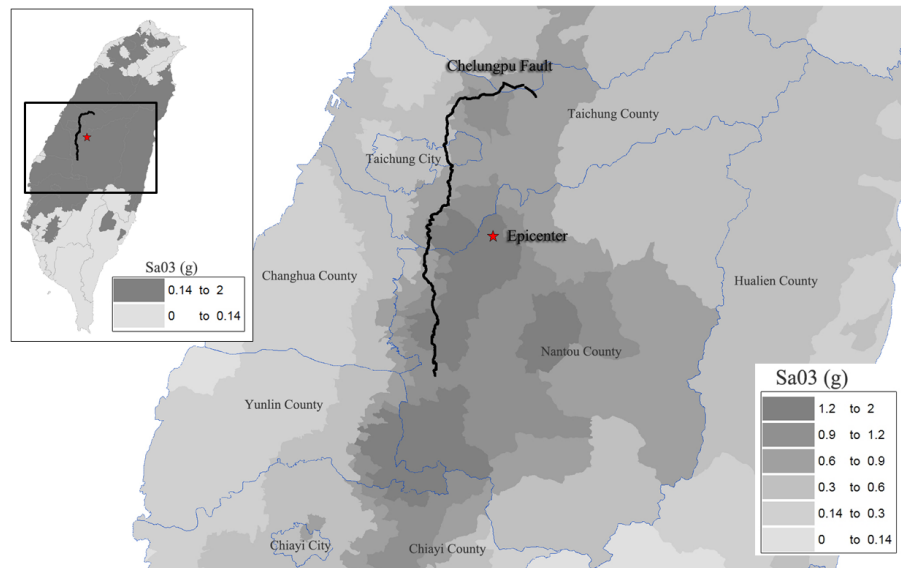 Sa03 (g)
0.14 to 2
0 to 0.14
Chelungpu Fault
Taichung County
Taichung City
Epicenter
Changhua County
Hualien County
Nantou County
Yunlin County
Chiayi City
Chiayi County
Sa03 (g)
1.2 to 2
0.9 to 1.2
0.6 to 0.9
0.3 to 0.6
0.14 to 0.3
0 to 0.14